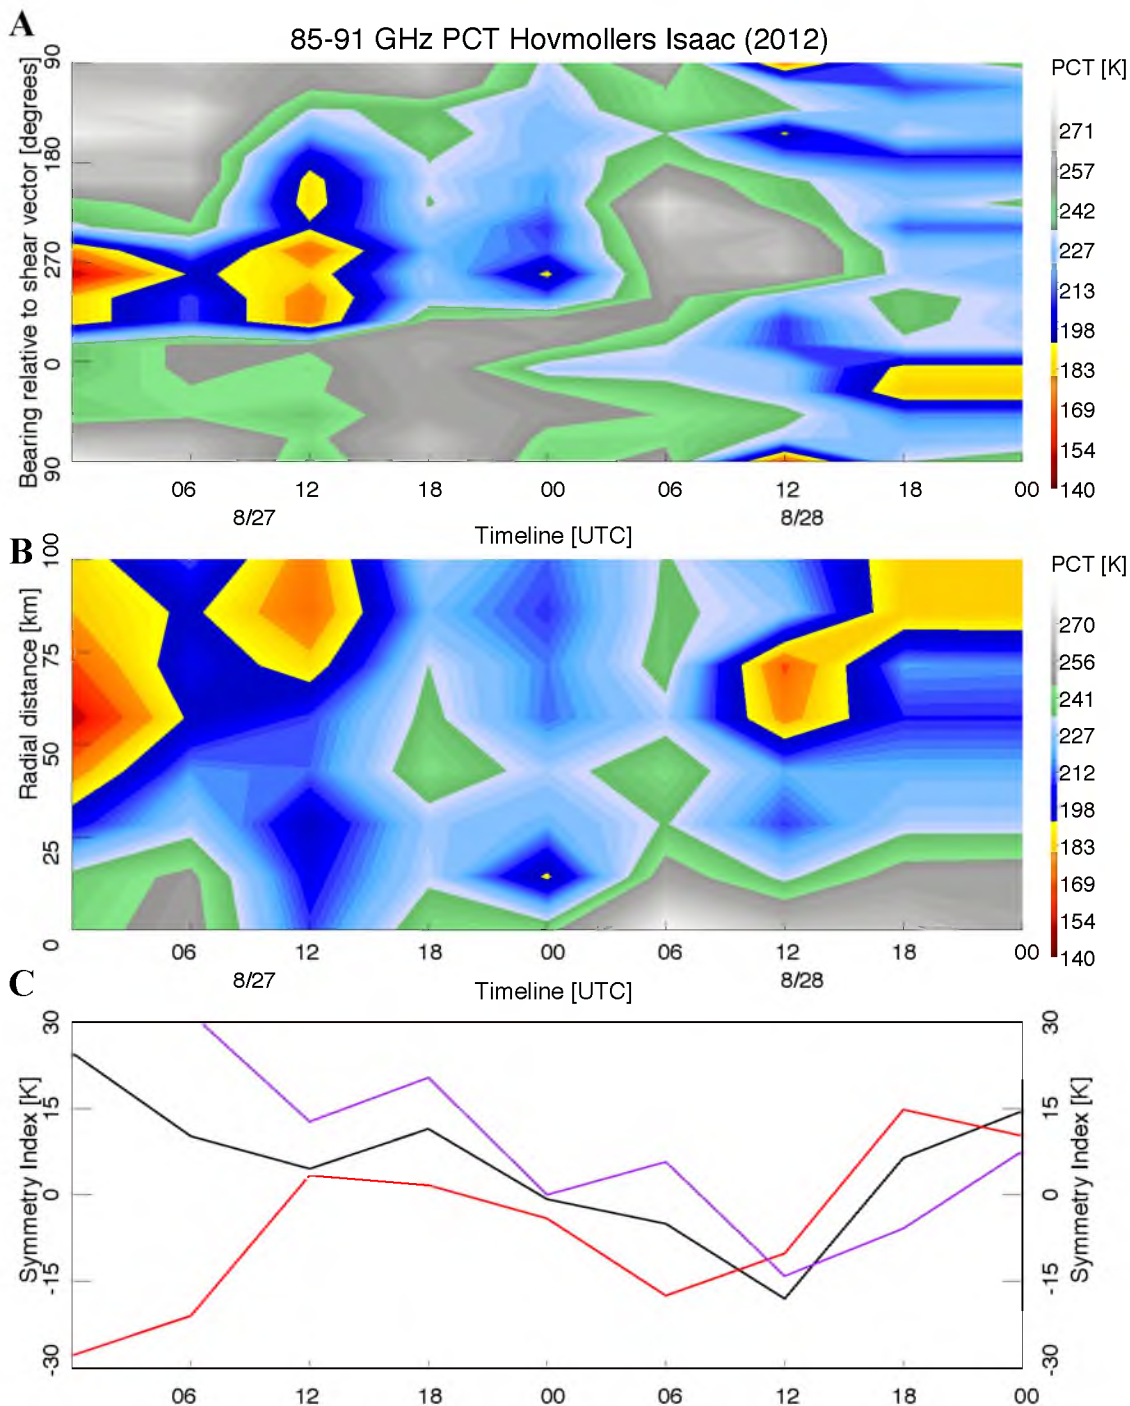 A
85-91 GHz PCT Hovmollers Isaac (2012)
Bearing relative to shear vector [degrees]
90
180
270
0
90
PCT [K]
271
257
242
227
213
198
183
169
154
140
06 12 18 00 06 12 18 00
8/27 8/28
Timeline [UTC]
B
Radial distance [km]
100
75
50
25
0
PCT [K]
270
256
241
227
212
198
183
169
154
140
06 12 18 00 06 12 18 00
8/27 8/28
Timeline [UTC]
C
Symmetry Index [K]
30
15
0
-15
-30
30
15
0
-15
-30
Symmetry Index [K]
06 12 18 00 06 12 18 00